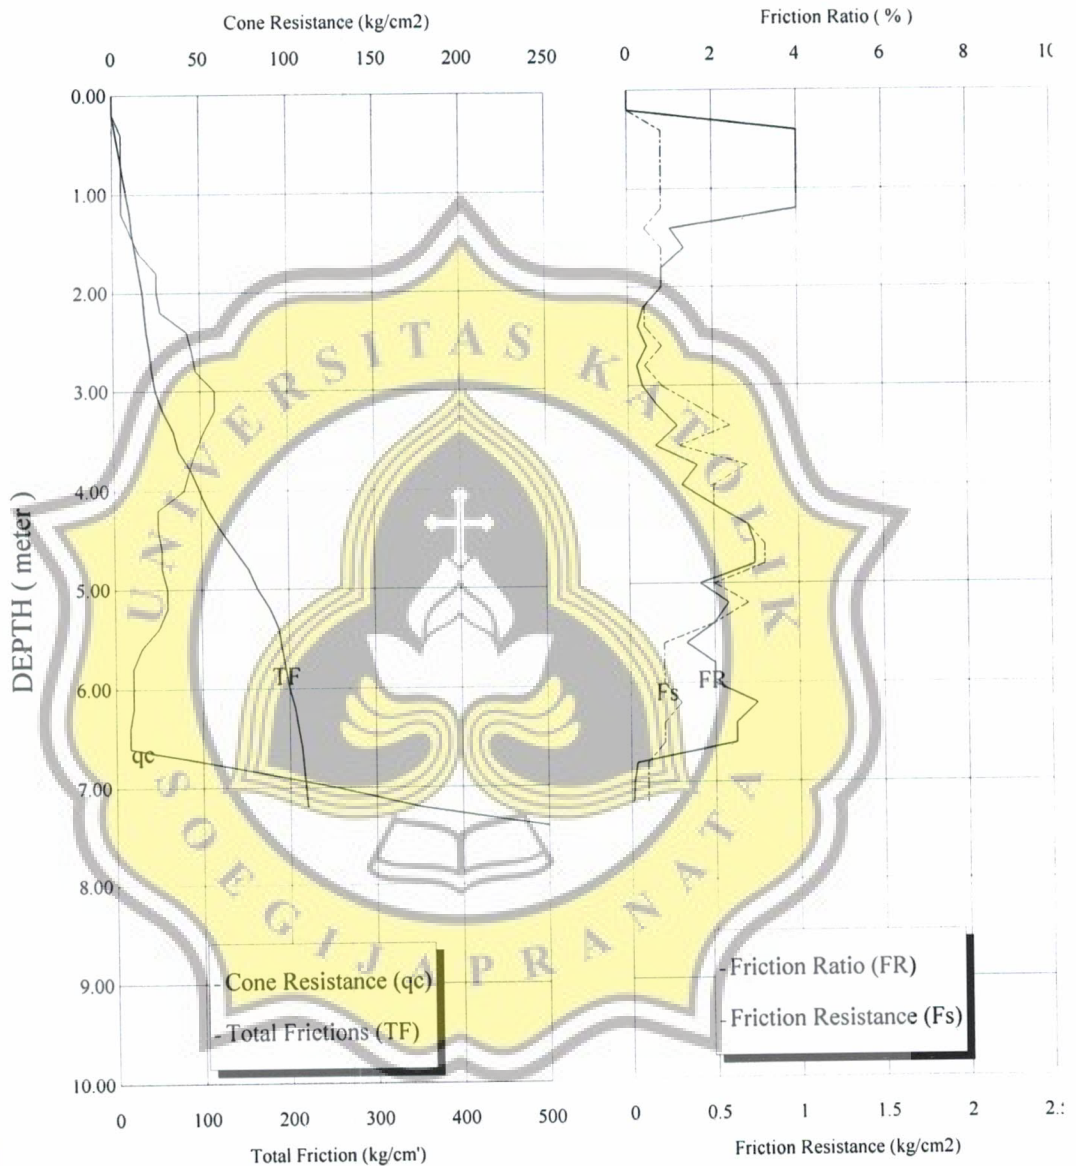 Cone Resistance (kg/cm2)
0 50 100 150 200 250
Friction Ratio ( % )
0 2 4 6 8
0.00
1.00
2.00
3.00
4.00
5.00
6.00
7.00
8.00
9.00
10.00
DEPTH ( meter )
UNIVERSITAS KATOLIK
SOEGIJAPRANATA
TF
qc
Fs
FR
- Cone Resistance (qc)
- Total Frictions (TF)
- Friction Ratio (FR)
- Friction Resistance (Fs)
0 100 200 300 400 500
Total Friction (kg/cm')
0 0.5 1 1.5 2
Friction Resistance (kg/cm2)